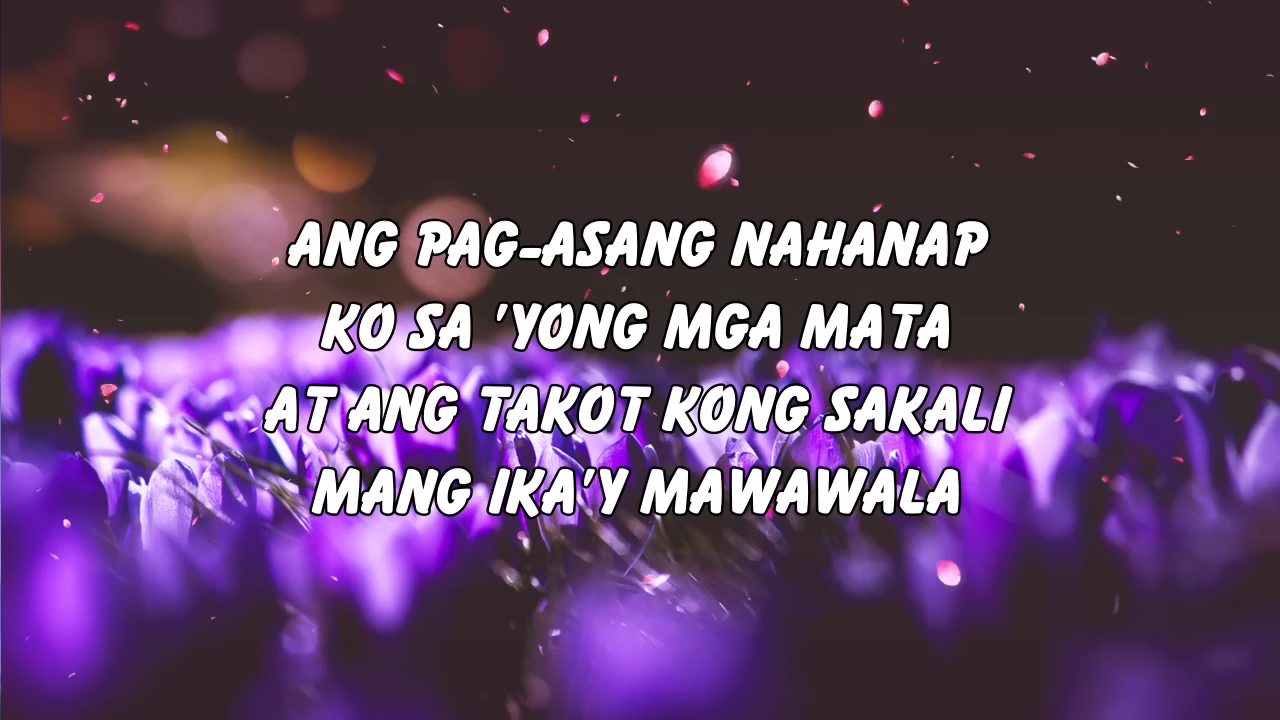 ANG PAG-ASANG NAHANAP
KO SA 'YONG MGA MATA
AT ANG TAKOT KONG SAKALI
MANG IKA'Y MAWAWALA